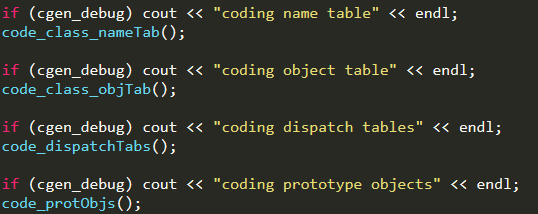 if (cgen_debug) cout << "coding name table" << endl;
code_class_nameTab();
if (cgen_debug) cout << "coding object table" << endl;
code_class_objTab();
if (cgen_debug) cout << "coding dispatch tables" << endl;
code_dispatchTabs();
if (cgen_debug) cout << "coding prototype objects" << endl;
code_protObjs();